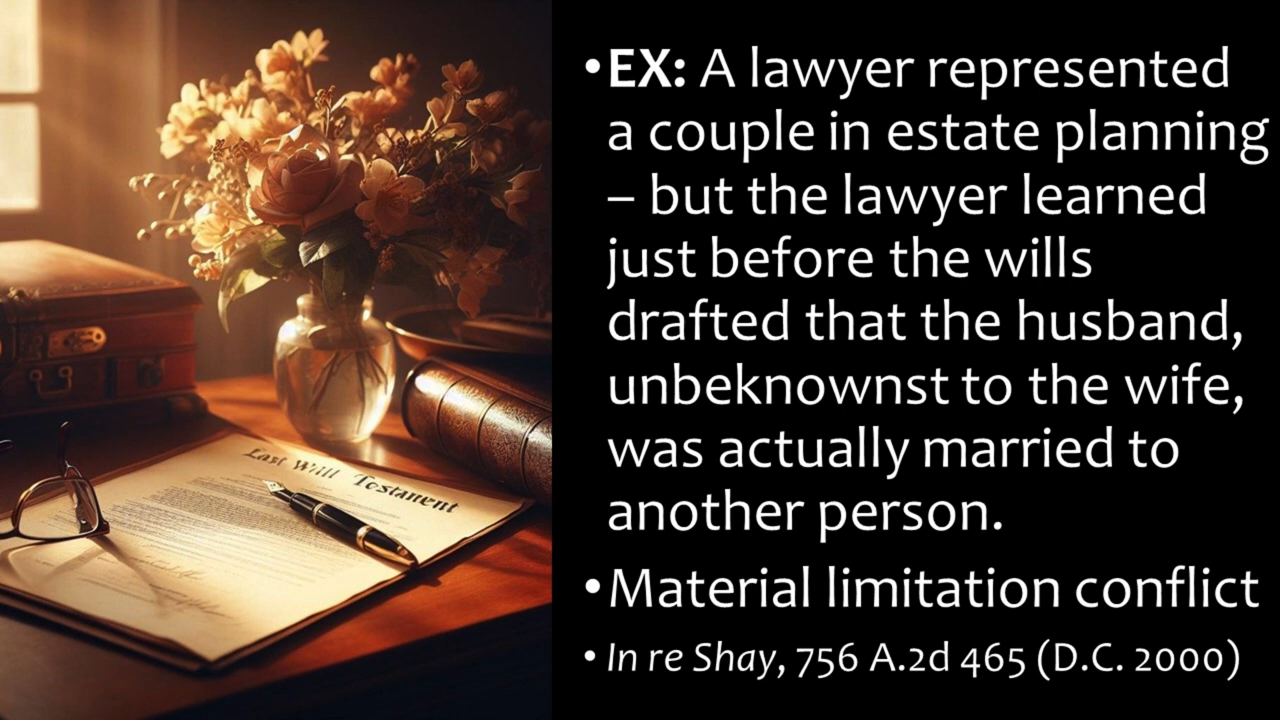 Last Will Testanent
•EX: A lawyer represented
a couple in estate planning
– but the lawyer learned
just before the wills
drafted that the husband,
unbeknownst to the wife,
was actually married to
another person.
•Material limitation conflict
•In re Shay, 756 A.2d 465 (D.C. 2000)